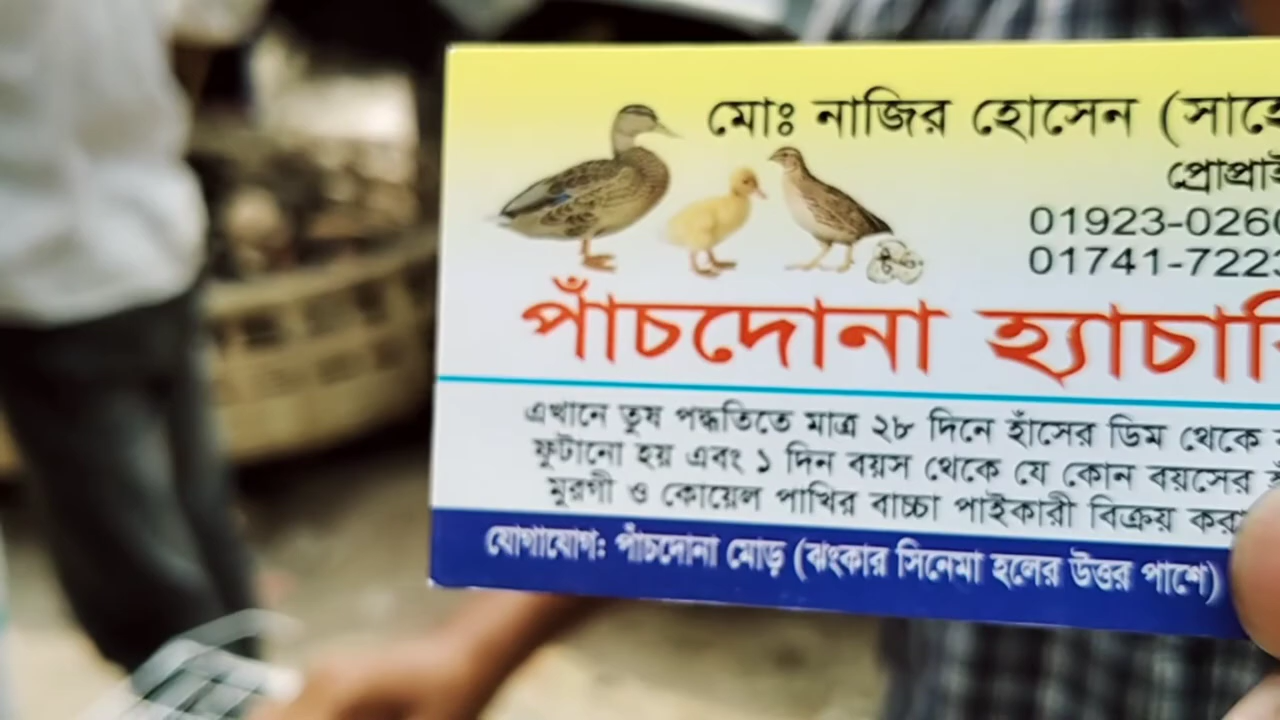 মোঃ নাজির হোসেন (সাহে
প্রোপ্রাই
01923-0260
01741-7223
পাঁচদোনা হ্যাচারি
এখানে তুষ পদ্ধতিতে মাত্র ২৮ দিনে হাঁসের ডিম থেকে
ফুটানো হয় এবং ১ দিন বয়স থেকে যে কোন বয়সের
মুরগী ও কোয়েল পাখির বাচ্চা পাইকারী বিক্রয় কর
যোগাযোগ: পাঁচদোনা মোড় (ঝংকার সিনেমা হলের উত্তর পাশে)